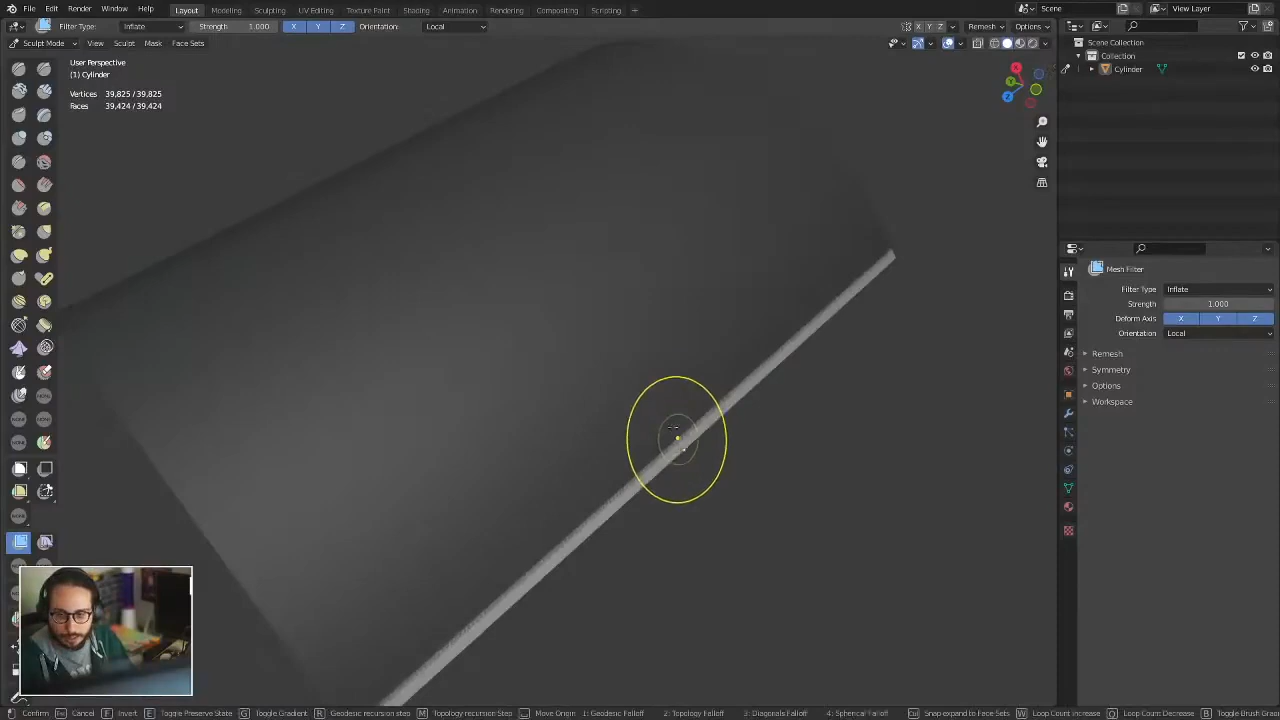 File Edit Render Window Help Layout Modeling Sculpting UV Editing Texture Paint Shading Animation Rendering Compositing Scripting + Scene View Layer
Filter Type: Inflate Strength 1.000 X Y Z Orientation: Local X Y Z Remesh Options
Sculpt Mode View Sculpt Mask Face Sets
User Perspective
(1) Cylinder
Vertices 39,825 / 39,825
Faces 39,424 / 39,424
X
Y
Z
Scene Collection
Collection
Cylinder
Mesh Filter
Filter Type Inflate
Strength 1.000
Deform Axis X Y Z
Orientation Local
Remesh
Symmetry
Options
Workspace
Confirm Esc Cancel F Invert E Toggle Preserve State G Toggle Gradient R Geodesic recursion step M Topology recursion Step Move Origin 1: Geodesic Falloff 2: Topology Falloff 3: Diagonals Falloff 4: Spherical Falloff Snap expand to Face Sets W Loop Count Increase Q Loop Count Decrease B Toggle Brush Grad